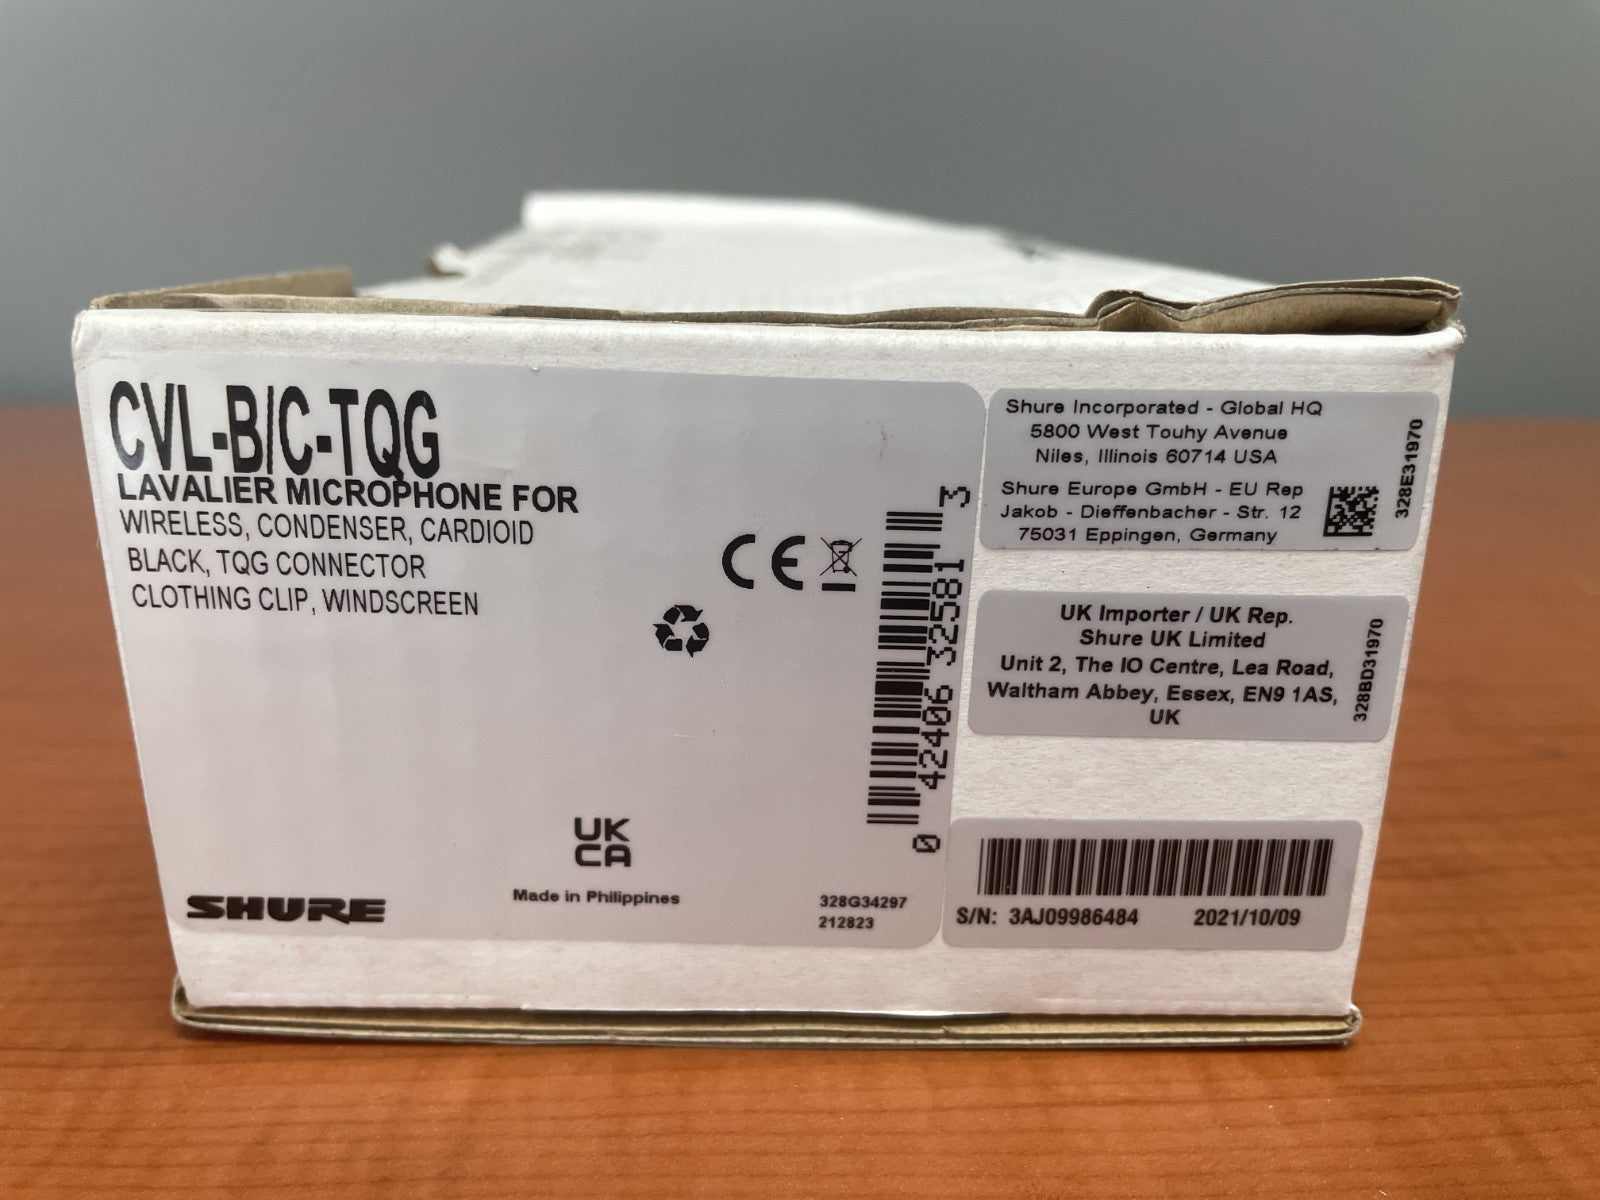 CVL-B/C-TQG
LAVALIER MICROPHONE FOR
WIRELESS, CONDENSER, CARDIOID
BLACK, TQG CONNECTOR
CLOTHING CLIP, WINDSCREEN
CE
0 42406 32581 3
UK
CA
Made in Philippines
SHURE
328G34297
212823
Shure Incorporated - Global HQ
5800 West Touhy Avenue
Niles, Illinois 60714 USA
Shure Europe GmbH - EU Rep
Jakob - Dieffenbacher - Str. 12
75031 Eppingen, Germany
328E31970
UK Importer / UK Rep.
Shure UK Limited
Unit 2, The IO Centre, Lea Road,
Waltham Abbey, Essex, EN9 1AS,
UK
328BD31970
S/N: 3AJ09986484 2021/10/09